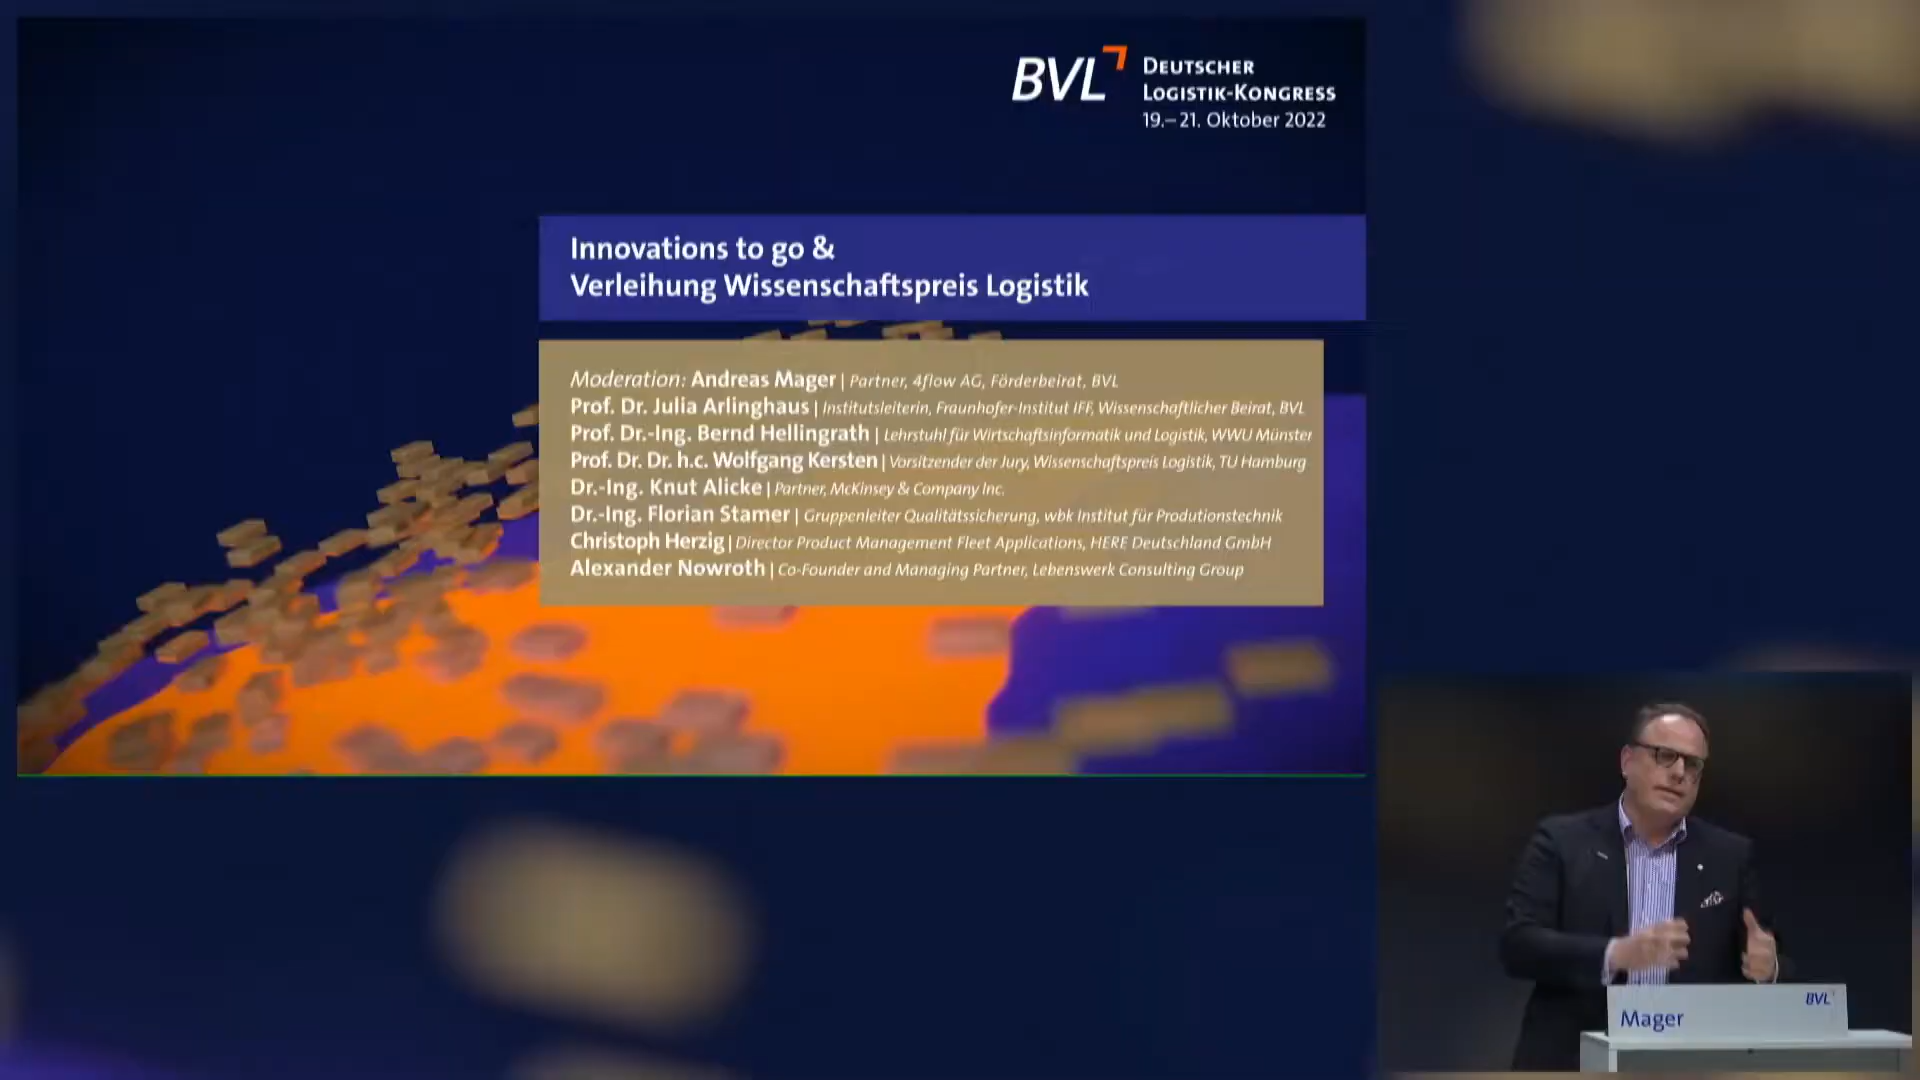 BVL
DEUTSCHER
LOGISTIK-KONGRESS
19.–21. Oktober 2022
Innovations to go &
Verleihung Wissenschaftspreis Logistik
Moderation: Andreas Mager | Partner, 4flow AG, Förderbeirat, BVL
Prof. Dr. Julia Arlinghaus | Institutsleiterin, Fraunhofer-Institut IFF, Wissenschaftlicher Beirat, BVL
Prof. Dr.-Ing. Bernd Hellingrath | Lehrstuhl für Wirtschaftsinformatik und Logistik, WWU Münster
Prof. Dr. Dr. h.c. Wolfgang Kersten | Vorsitzender der Jury, Wissenschaftspreis Logistik, TU Hamburg
Dr.-Ing. Knut Alicke | Partner, McKinsey & Company Inc.
Dr.-Ing. Florian Stamer | Gruppenleiter Qualitätssicherung, wbk Institut für Produtionstechnik
Christoph Herzig | Director Product Management Fleet Applications, HERE Deutschland GmbH
Alexander Nowroth | Co-Founder and Managing Partner, Lebenswerk Consulting Group
BVL
Mager